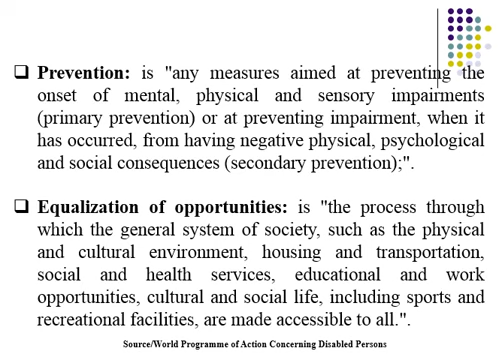 ❑ Prevention: is "any measures aimed at preventing the
onset of mental, physical and sensory impairments
(primary prevention) or at preventing impairment, when it
has occurred, from having negative physical, psychological
and social consequences (secondary prevention);".
❑ Equalization of opportunities: is "the process through
which the general system of society, such as the physical
and cultural environment, housing and transportation,
social and health services, educational and work
opportunities, cultural and social life, including sports and
recreational facilities, are made accessible to all.".
Source/World Programme of Action Concerning Disabled Persons